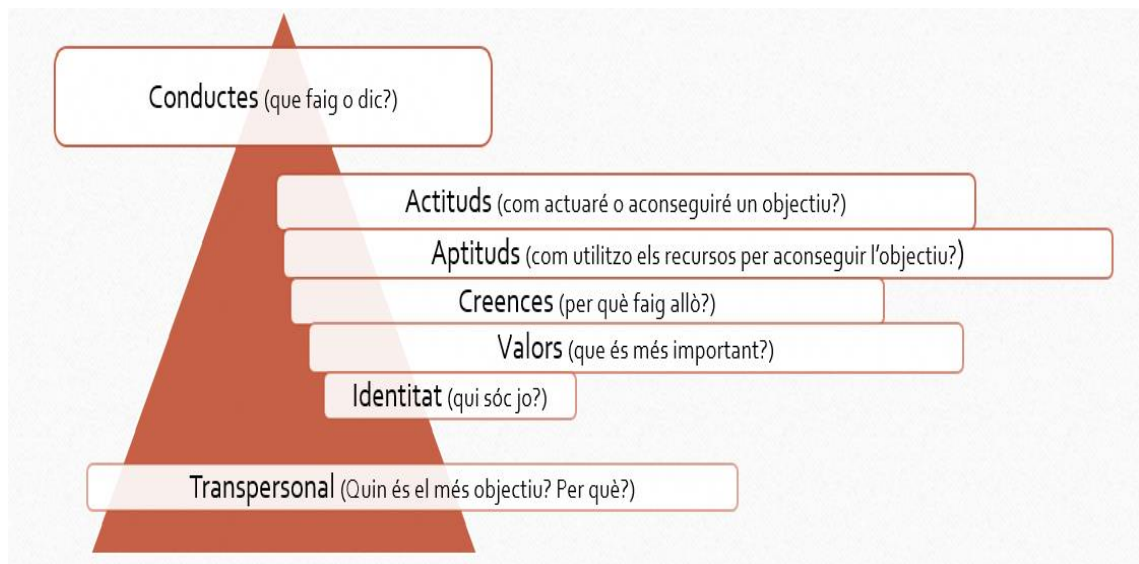 Conductes (que faig o dic?)
Actituds (com actuaré o aconseguiré un objectiu?)
Aptituds (com utilitzo els recursos per aconseguir l'objectiu?)
Creences (per què faig allò?)
Valors (que és més important?)
Identitat (qui sóc jo?)
Transpersonal (Quin és el més objectiu? Per què?)